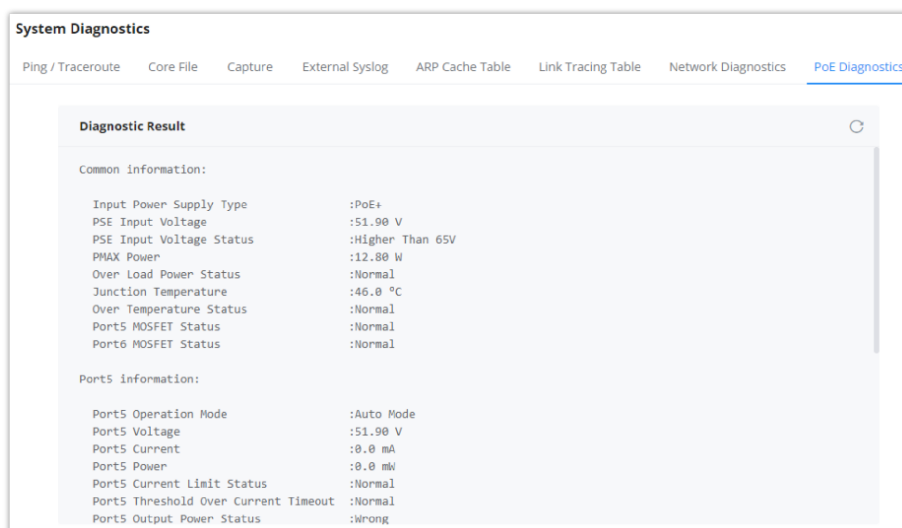 System Diagnostics
Ping / Traceroute Core File Capture External Syslog ARP Cache Table Link Tracing Table Network Diagnostics PoE Diagnostics
Diagnostic Result
Common information:
Input Power Supply Type :PoE+
PSE Input Voltage :51.90 V
PSE Input Voltage Status :Higher Than 65V
PMAX Power :12.80 W
Over Load Power Status :Normal
Junction Temperature :46.0 ºC
Over Temperature Status :Normal
Port5 MOSFET Status :Normal
Port6 MOSFET Status :Normal
Port5 information:
Port5 Operation Mode :Auto Mode
Port5 Voltage :51.90 V
Port5 Current :0.0 mA
Port5 Power :0.0 mW
Port5 Current Limit Status :Normal
Port5 Threshold Over Current Timeout :Normal
Port5 Output Power Status :Wrong